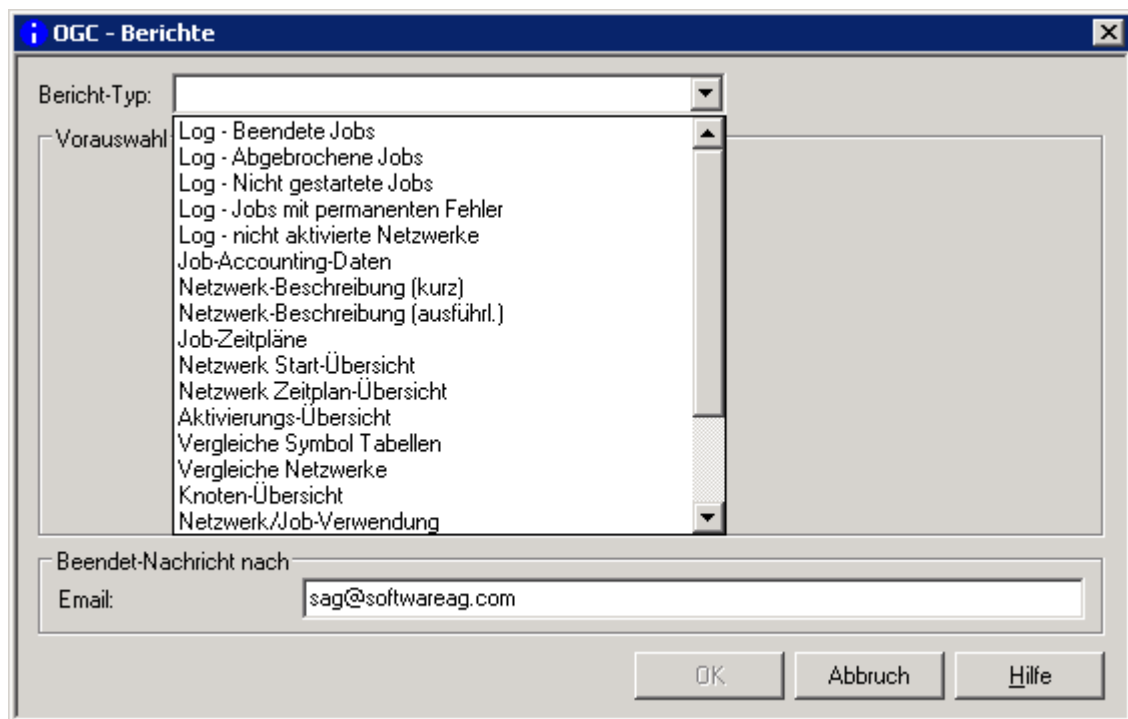 OGC - Berichte
Bericht-Typ:
Vorauswahl
Log - Beendete Jobs
Log - Abgebrochene Jobs
Log - Nicht gestartete Jobs
Log - Jobs mit permanenten Fehler
Log - nicht aktivierte Netzwerke
Job-Accounting-Daten
Netzwerk-Beschreibung (kurz)
Netzwerk-Beschreibung (ausführl.)
Job-Zeitpläne
Netzwerk Start-Übersicht
Netzwerk Zeitplan-Übersicht
Aktivierungs-Übersicht
Vergleiche Symbol Tabellen
Vergleiche Netzwerke
Knoten-Übersicht
Netzwerk/Job-Verwendung
Beendet-Nachricht nach
Email: sag@softwareag.com
OK Abbruch Hilfe